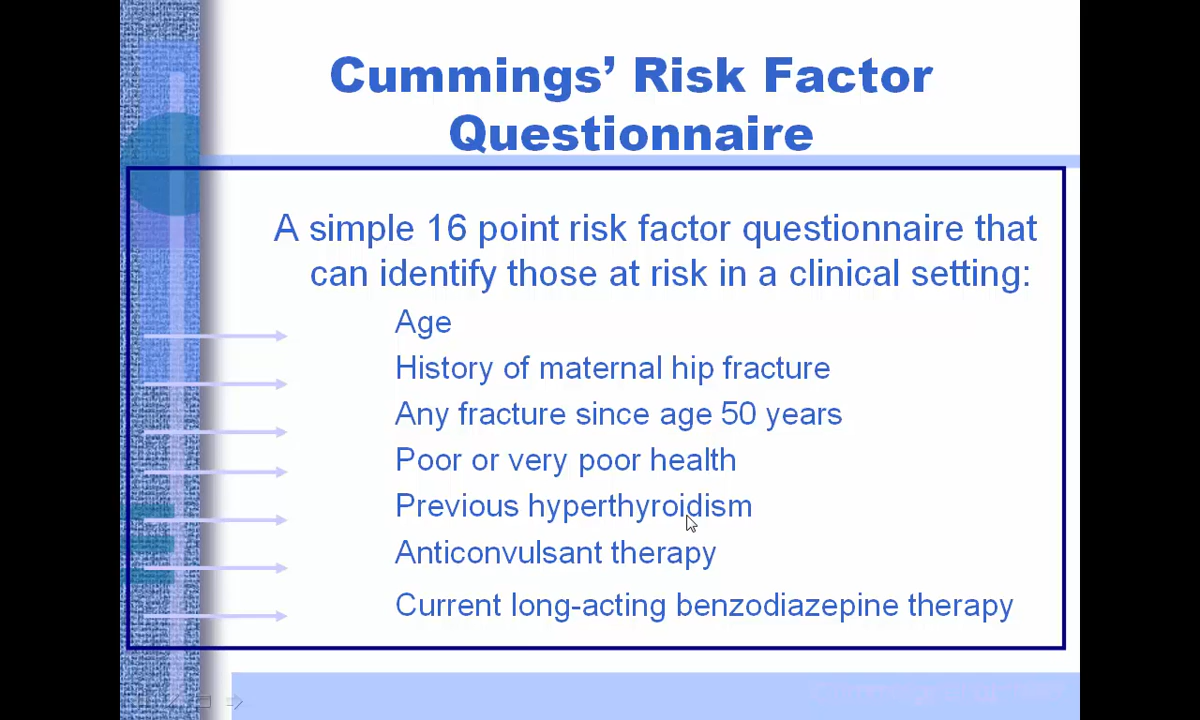 Cummings’ Risk Factor
Questionnaire
A simple 16 point risk factor questionnaire that
can identify those at risk in a clinical setting:
Age
History of maternal hip fracture
Any fracture since age 50 years
Poor or very poor health
Previous hyperthyroidism
Anticonvulsant therapy
Current long-acting benzodiazepine therapy